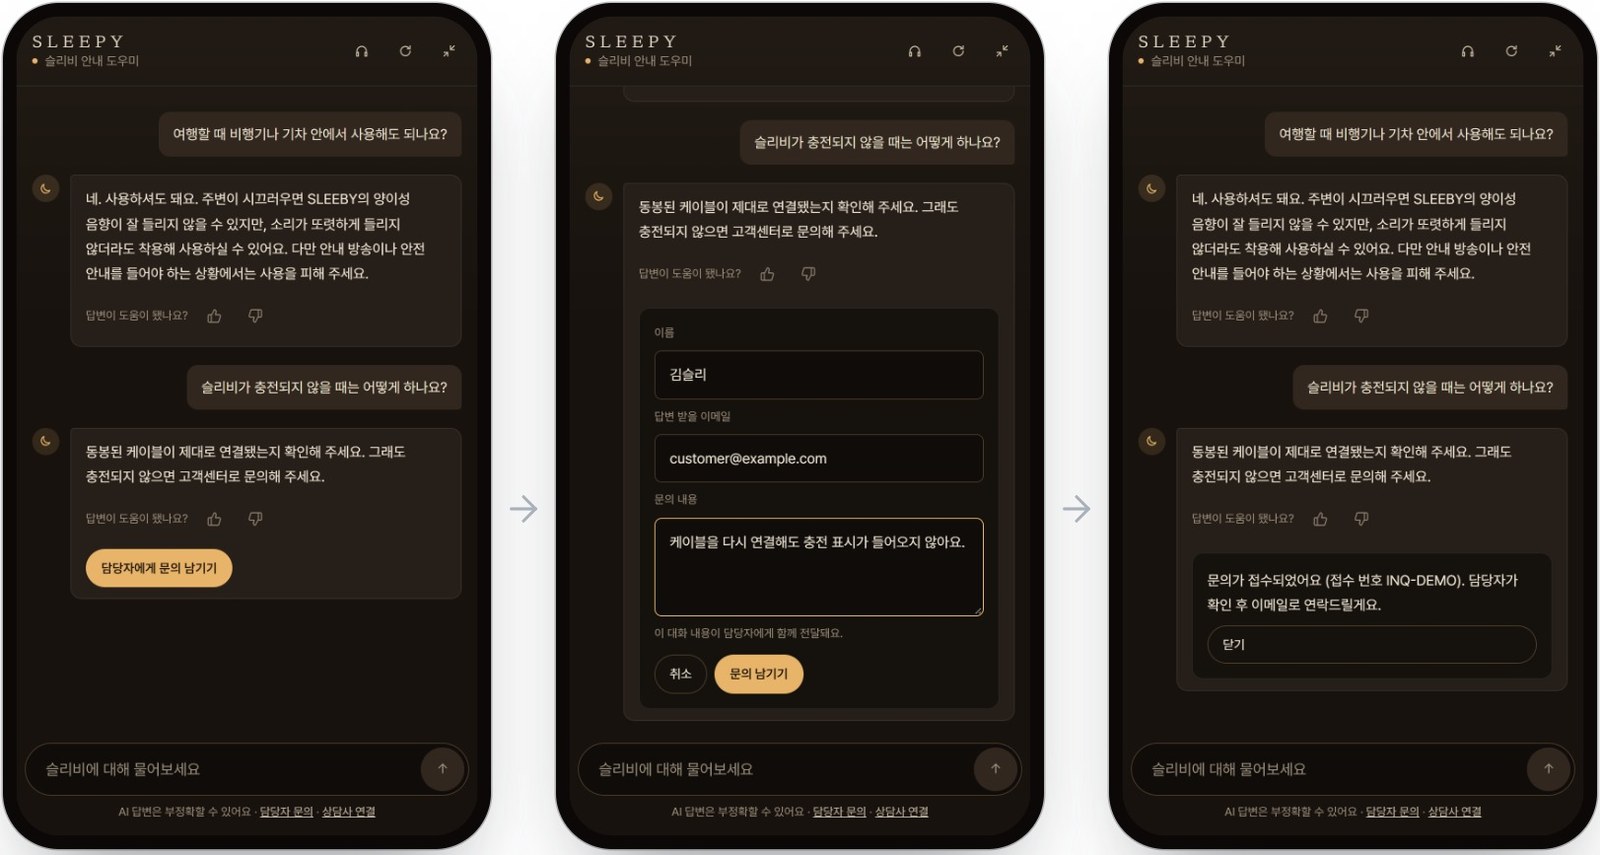 SLEEPY
슬리비 안내 도우미
여행할 때 비행기나 기차 안에서 사용해도 되나요?
네. 사용하셔도 돼요. 주변이 시끄러우면 SLEEBY의 양이성
음향이 잘 들리지 않을 수 있지만, 소리가 또렷하게 들리지
않더라도 착용해 사용하실 수 있어요. 다만 안내 방송이나 안전
안내를 들어야 하는 상황에서는 사용을 피해 주세요.
답변이 도움이 됐나요?
슬리비가 충전되지 않을 때는 어떻게 하나요?
동봉된 케이블이 제대로 연결됐는지 확인해 주세요. 그래도
충전되지 않으면 고객센터로 문의해 주세요.
답변이 도움이 됐나요?
담당자에게 문의 남기기
슬리비에 대해 물어보세요
AI 답변은 부정확할 수 있어요 · 담당자 문의 · 상담사 연결
SLEEPY
슬리비 안내 도우미
슬리비가 충전되지 않을 때는 어떻게 하나요?
동봉된 케이블이 제대로 연결됐는지 확인해 주세요. 그래도
충전되지 않으면 고객센터로 문의해 주세요.
답변이 도움이 됐나요?
이름
김슬리
답변 받을 이메일
customer@example.com
문의 내용
케이블을 다시 연결해도 충전 표시가 들어오지 않아요.
이 대화 내용이 담당자에게 함께 전달돼요.
취소
문의 남기기
슬리비에 대해 물어보세요
AI 답변은 부정확할 수 있어요 · 담당자 문의 · 상담사 연결
SLEEPY
슬리비 안내 도우미
여행할 때 비행기나 기차 안에서 사용해도 되나요?
네. 사용하셔도 돼요. 주변이 시끄러우면 SLEEBY의 양이성
음향이 잘 들리지 않을 수 있지만, 소리가 또렷하게 들리지
않더라도 착용해 사용하실 수 있어요. 다만 안내 방송이나 안전
안내를 들어야 하는 상황에서는 사용을 피해 주세요.
답변이 도움이 됐나요?
슬리비가 충전되지 않을 때는 어떻게 하나요?
동봉된 케이블이 제대로 연결됐는지 확인해 주세요. 그래도
충전되지 않으면 고객센터로 문의해 주세요.
답변이 도움이 됐나요?
문의가 접수되었어요 (접수 번호 INQ-DEMO). 담당자가
확인 후 이메일로 연락드릴게요.
닫기
슬리비에 대해 물어보세요
AI 답변은 부정확할 수 있어요 · 담당자 문의 · 상담사 연결